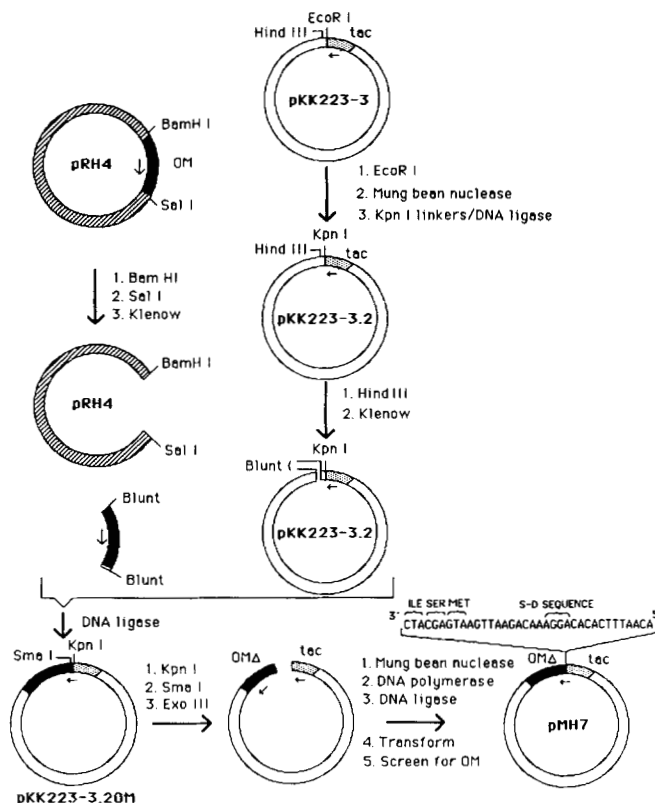 EcoR I
Hind III
tac
pKK223-3
BamH I
pRH4
OM
Sal I
1. EcoR I
2. Mung bean nuclease
3. Kpn I linkers/DNA ligase
Kpn I
Hind III
tac
pKK223-3.2
1. Bam HI
2. Sal I
3. Klenow
BamH I
pRH4
Sal I
1. Hind III
2. Klenow
Kpn I
Blunt (
pKK223-3.2
Blunt
Blunt
DNA ligase
ILE SER MET
S-D SEQUENCE
3' CTACGAGTAAGTTAAGACAAAGGACACACTTTAACA 5'
Kpn I
Sma I
pKK223-3.2OM
1. Kpn I
2. Sma I
3. Exo III
OMΔ
tac
1. Mung bean nuclease
2. DNA polymerase
3. DNA ligase
4. Transform
5. Screen for OM
OMΔ
tac
pMH7